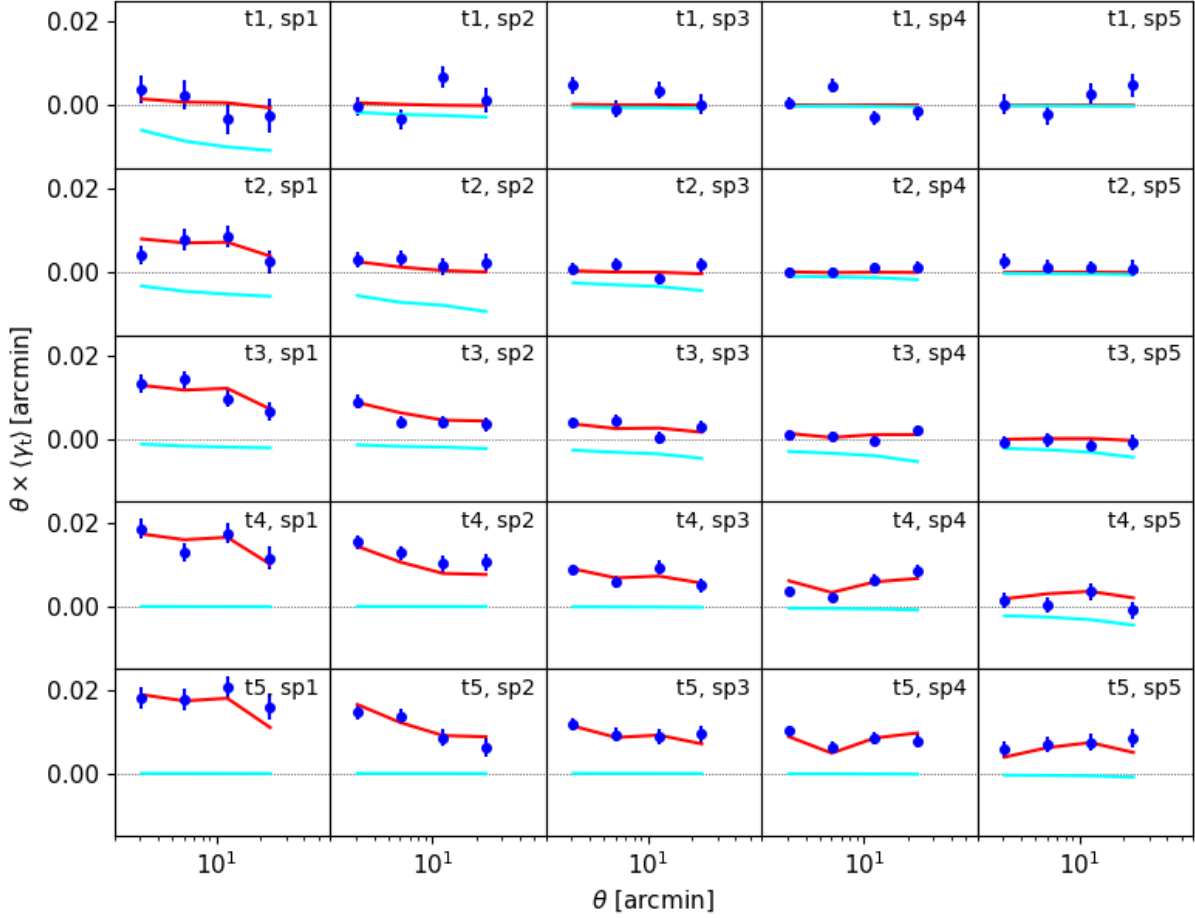 0.02
0.00
t1, sp1
t1, sp2
t1, sp3
t1, sp4
t1, sp5
0.02
0.00
t2, sp1
t2, sp2
t2, sp3
t2, sp4
t2, sp5
0.02
0.00
t3, sp1
t3, sp2
t3, sp3
t3, sp4
t3, sp5
0.02
0.00
t4, sp1
t4, sp2
t4, sp3
t4, sp4
t4, sp5
0.02
0.00
t5, sp1
t5, sp2
t5, sp3
t5, sp4
t5, sp5
θ × ⟨γₜ⟩ [arcmin]
10¹
10¹
10¹
10¹
10¹
θ [arcmin]